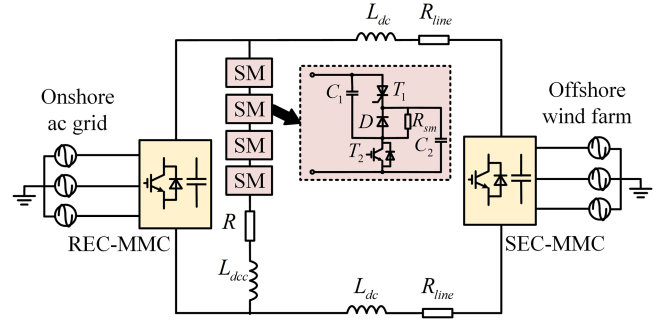 L_dc R_line
SM
SM
SM
SM
C_1 T_1
D R_sm
T_2 C_2
Onshore
ac grid
Offshore
wind farm
REC-MMC
SEC-MMC
R
L_dcc
L_dc R_line